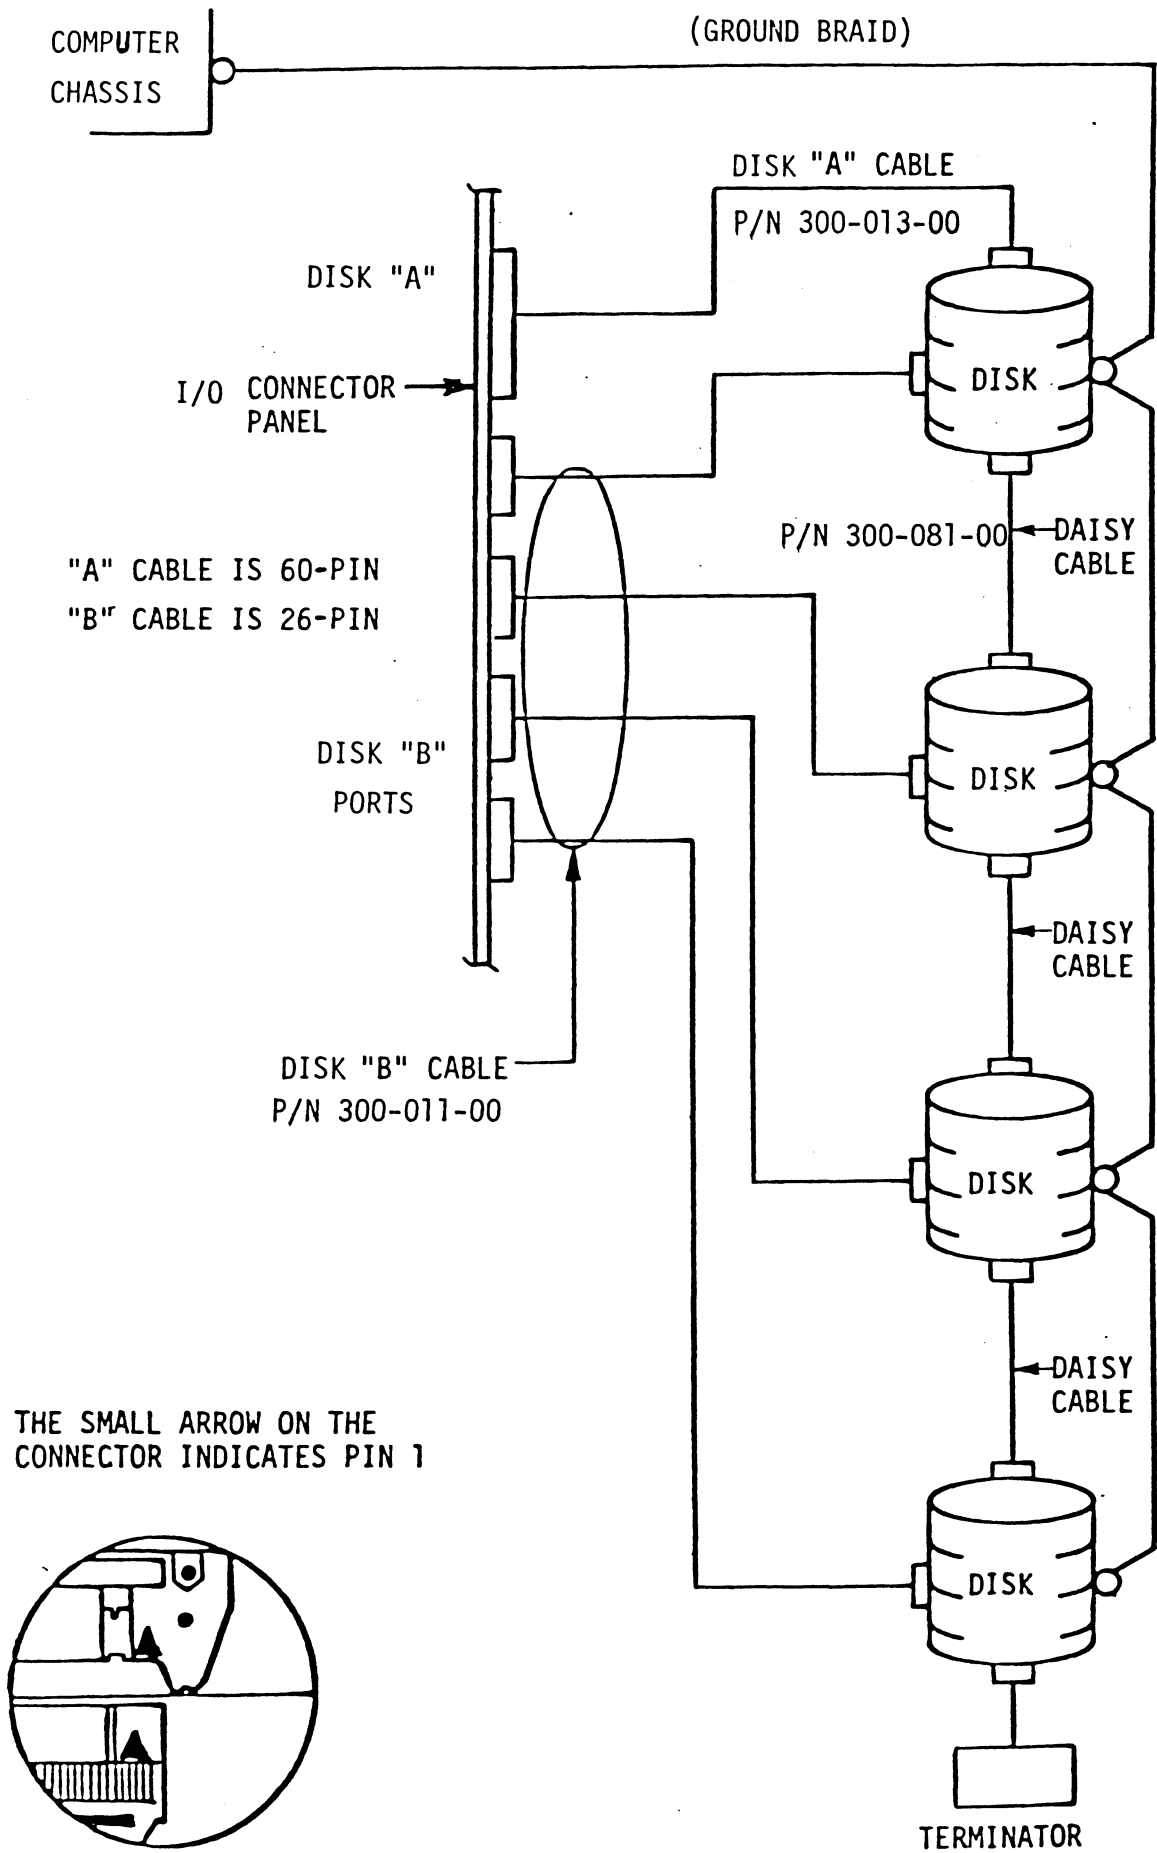 (GROUND BRAID)
COMPUTER
CHASSIS
DISK "A" CABLE
P/N 300-013-00
DISK "A"
I/O CONNECTOR
PANEL
DISK
P/N 300-081-00
DAISY
CABLE
"A" CABLE IS 60-PIN
"B" CABLE IS 26-PIN
DISK "B"
PORTS
DISK
DAISY
CABLE
DISK "B" CABLE
P/N 300-011-00
DISK
DAISY
CABLE
THE SMALL ARROW ON THE
CONNECTOR INDICATES PIN 1
DISK
TERMINATOR